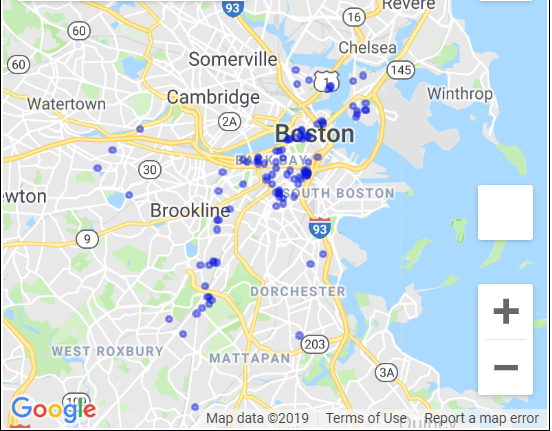 Revere
93
16
60
Chelsea
Somerville
60
145
1
Winthrop
Cambridge
Watertown
2A
Boston
BACK BAY
30
SOUTH BOSTON
ewton
Brookline
93
9
DORCHESTER
+
203
WEST ROXBURY
MATTAPAN
3A
−
109
Google
Map data ©2019
Terms of Use
Report a map error